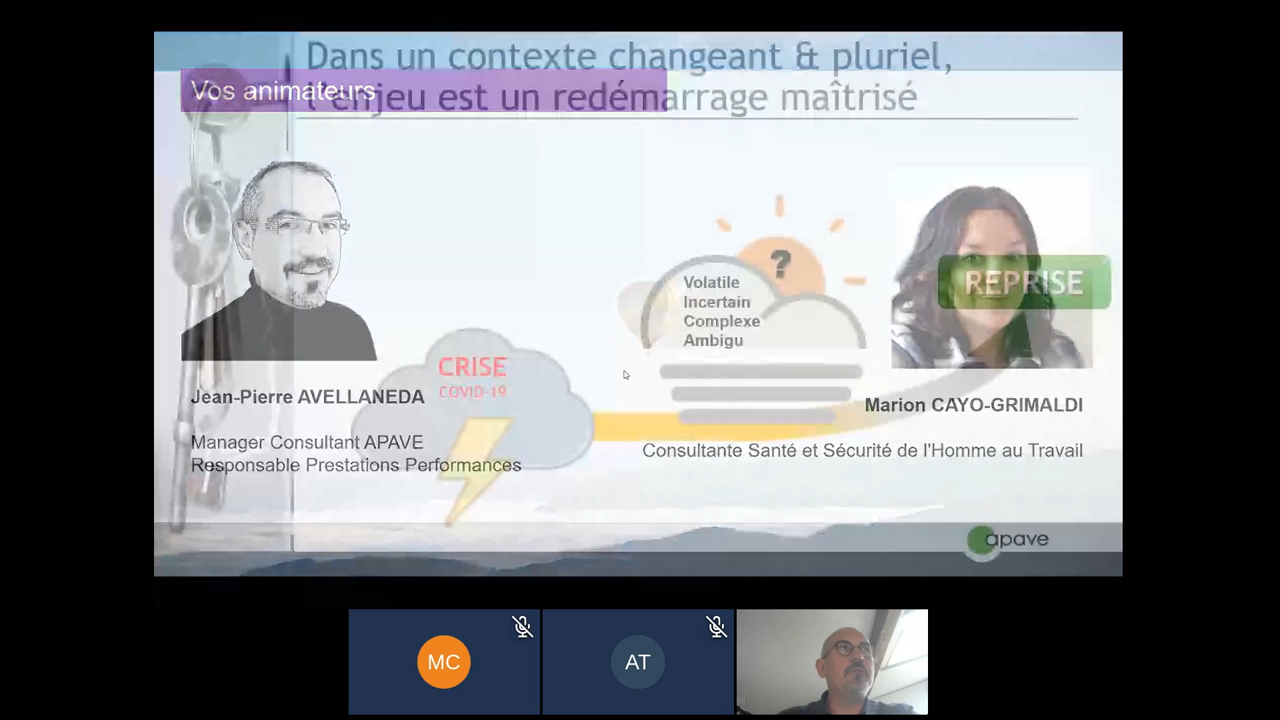 Dans un contexte changeant & pluriel,
l'enjeu est un redémarrage maîtrisé
Vos animateurs
?
Volatile
Incertain
Complexe
Ambigu
REPRISE
CRISE
COVID-19
Jean-Pierre AVELLANEDA
Manager Consultant APAVE
Responsable Prestations Performances
Marion CAYO-GRIMALDI
Consultante Santé et Sécurité de l'Homme au Travail
apave
MC
AT